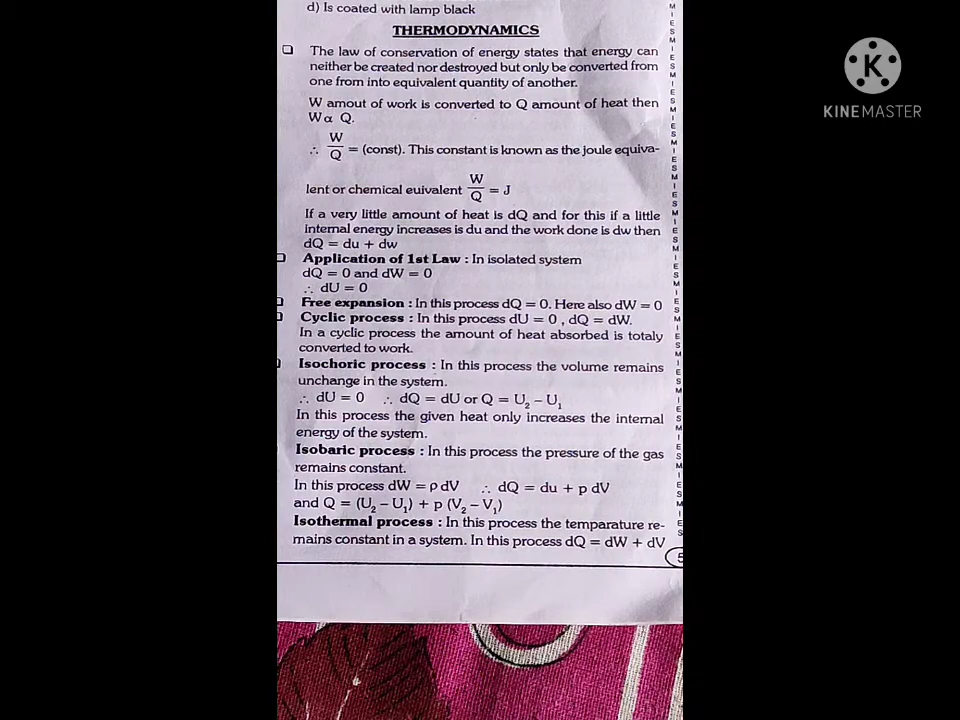 d) Is coated with lamp black
THERMODYNAMICS
The law of conservation of energy states that energy can
neither be created nor destroyed but only be converted from
one from into equivalent quantity of another.
W amout of work is converted to Q amount of heat then
Wα Q.
∴ W/Q = (const). This constant is known as the joule equiva-
lent or chemical euivalent W/Q = J
If a very little amount of heat is dQ and for this if a little
internal energy increases is du and the work done is dw then
dQ = du + dw
Application of 1st Law : In isolated system
dQ = 0 and dW = 0
∴ dU = 0
Free expansion : In this process dQ = 0. Here also dW = 0
Cyclic process : In this process dU = 0 , dQ = dW.
In a cyclic process the amount of heat absorbed is totaly
converted to work.
Isochoric process : In this process the volume remains
unchange in the system.
∴ dU = 0 ∴ dQ = dU or Q = U₂ – U₁
In this process the given heat only increases the internal
energy of the system.
Isobaric process : In this process the pressure of the gas
remains constant.
In this process dW = ρ dV ∴ dQ = du + p dV
and Q = (U₂ – U₁) + p (V₂ – V₁)
Isothermal process : In this process the temparature re-
mains constant in a system. In this process dQ = dW + dV
5
K
KINEMASTER